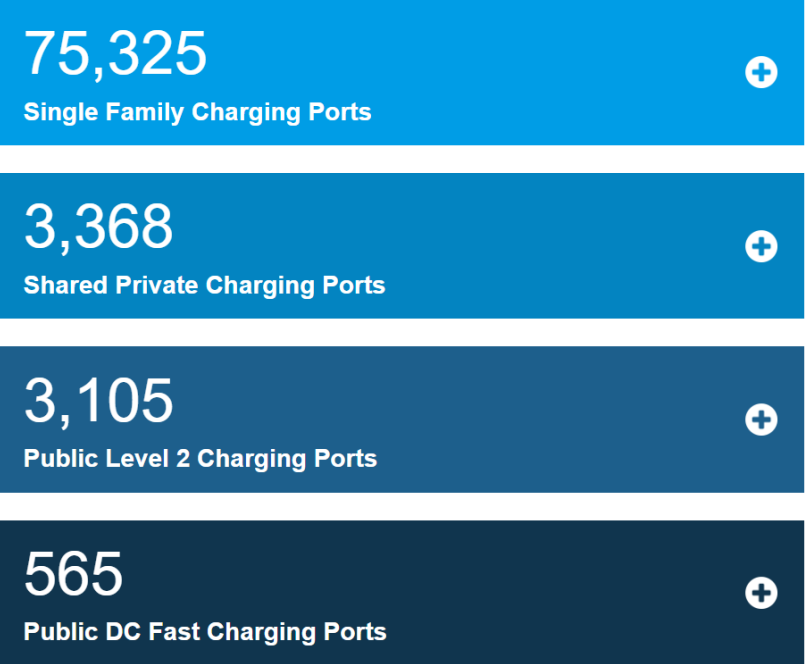 75,325
Single Family Charging Ports
3,368
Shared Private Charging Ports
3,105
Public Level 2 Charging Ports
565
Public DC Fast Charging Ports